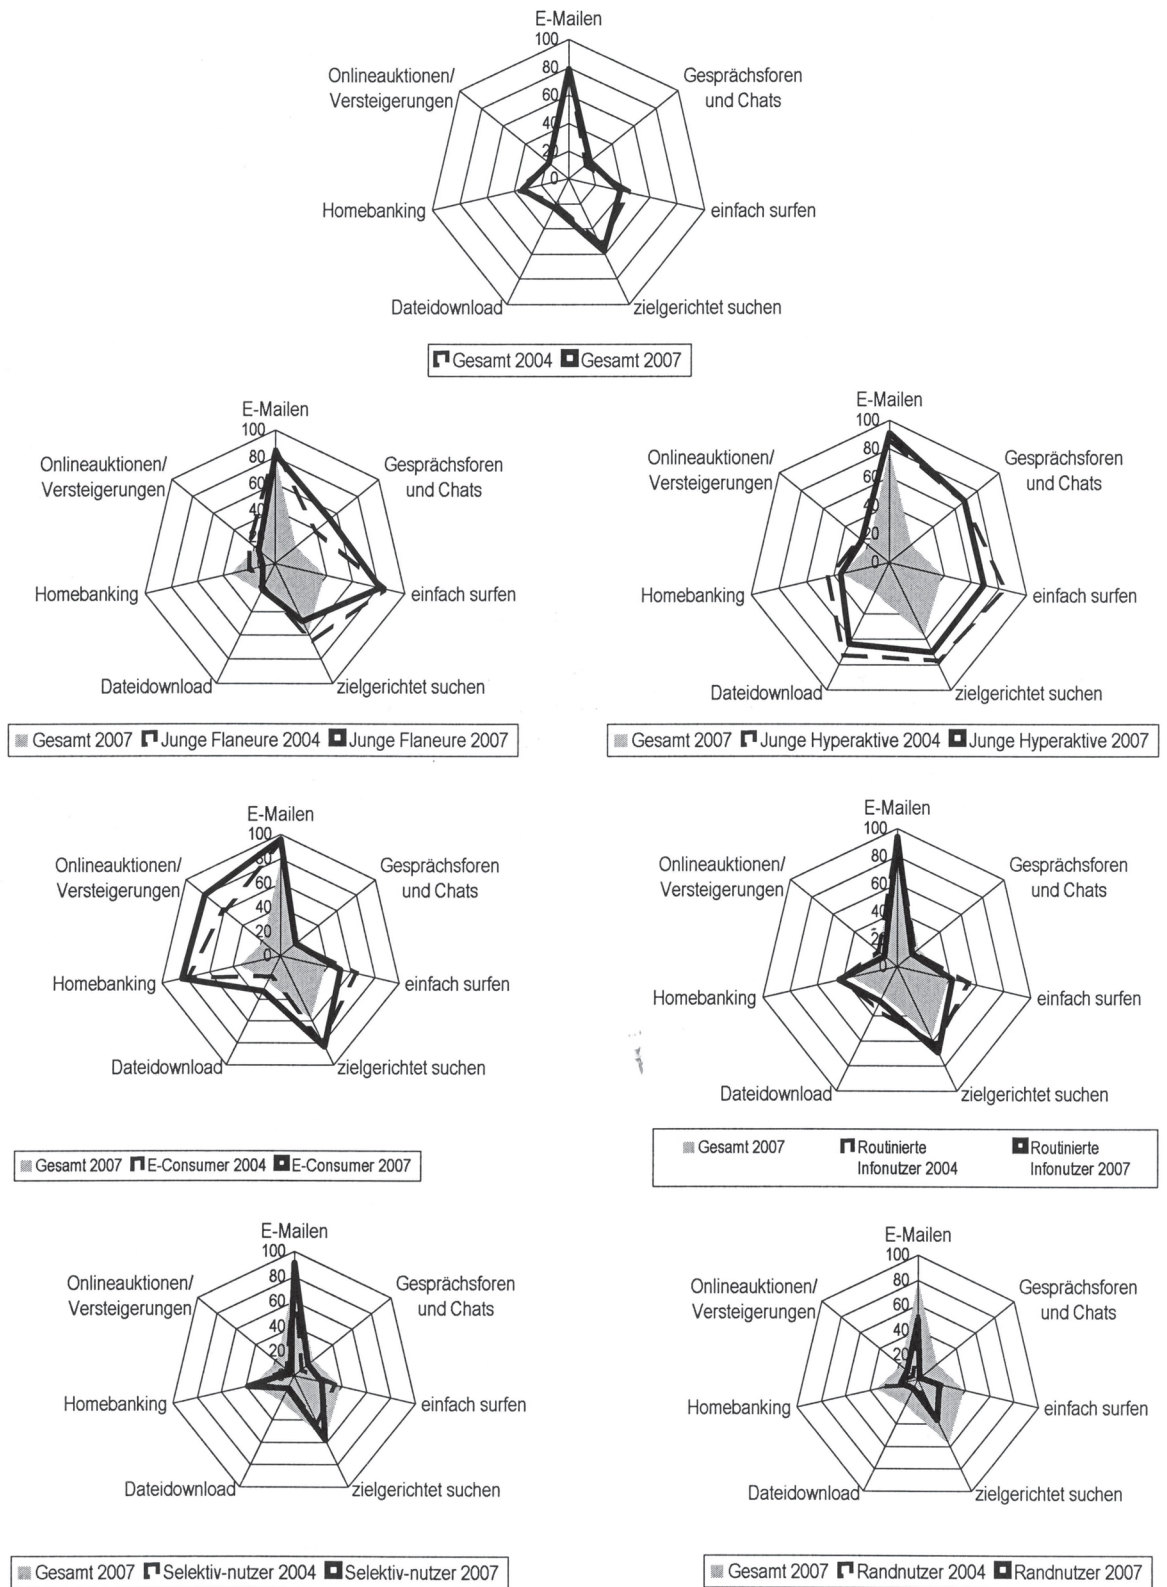 E-Mailen
100
80
60
40
20
0
Onlineauktionen/
Versteigerungen
Gesprächsforen
und Chats
Homebanking
einfach surfen
Dateidownload
zielgerichtet suchen
Gesamt 2004 Gesamt 2007
E-Mailen
100
80
60
40
2
0
Onlineauktionen/
Versteigerungen
Gesprächsforen
und Chats
Homebanking
einfach surfen
Dateidownload
zielgerichtet suchen
Gesamt 2007 Junge Flaneure 2004 Junge Flaneure 2007
E-Mailen
100
80
60
40
20
0
Onlineauktionen/
Versteigerungen
Gesprächsforen
und Chats
Homebanking
einfach surfen
Dateidownload
zielgerichtet suchen
Gesamt 2007 Junge Hyperaktive 2004 Junge Hyperaktive 2007
E-Mailen
100
80
60
40
20
0
Onlineauktionen/
Versteigerungen
Gesprächsforen
und Chats
Homebanking
einfach surfen
Dateidownload
zielgerichtet suchen
Gesamt 2007 E-Consumer 2004 E-Consumer 2007
E-Mailen
100
80
60
40
20
0
Onlineauktionen/
Versteigerungen
Gesprächsforen
und Chats
Homebanking
einfach surfen
Dateidownload
zielgerichtet suchen
Gesamt 2007 Routinierte Routinierte
Infonutzer 2004 Infonutzer 2007
E-Mailen
100
80
60
40
20
0
Onlineauktionen/
Versteigerungen
Gesprächsforen
und Chats
Homebanking
einfach surfen
Dateidownload
zielgerichtet suchen
Gesamt 2007 Selektiv-nutzer 2004 Selektiv-nutzer 2007
E-Mailen
100
80
60
40
20
Onlineauktionen/
Versteigerungen
Gesprächsforen
und Chats
Homebanking
einfach surfen
Dateidownload
zielgerichtet suchen
Gesamt 2007 Randnutzer 2004 Randnutzer 2007